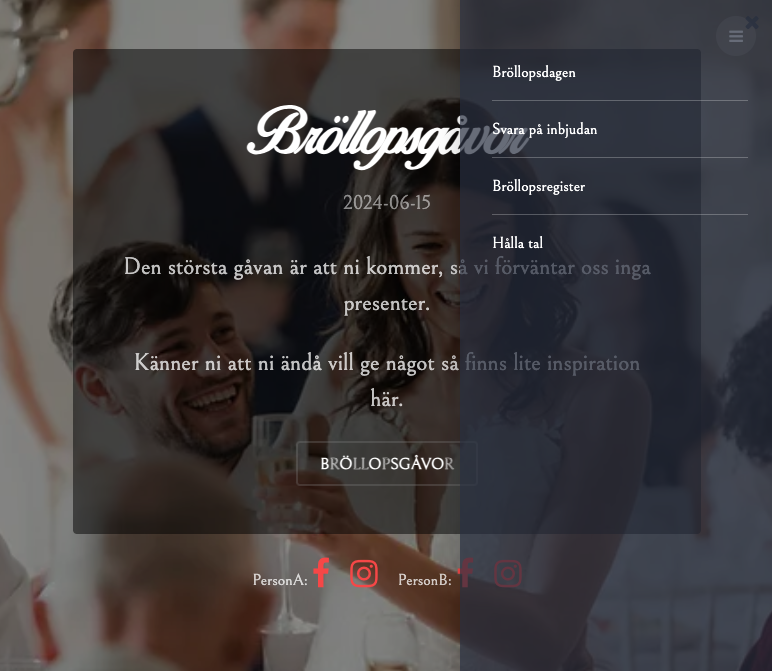 Bröllopsdagen
Svara på inbjudan
Bröllopsregister
Hålla tal
Bröllopsgåvor
2024-06-15
Den största gåvan är att ni kommer, så vi förväntar oss inga
presenter.
Känner ni att ni ändå vill ge något så finns lite inspiration
här.
BRÖLLOPSGÅVOR
PersonA: PersonB: